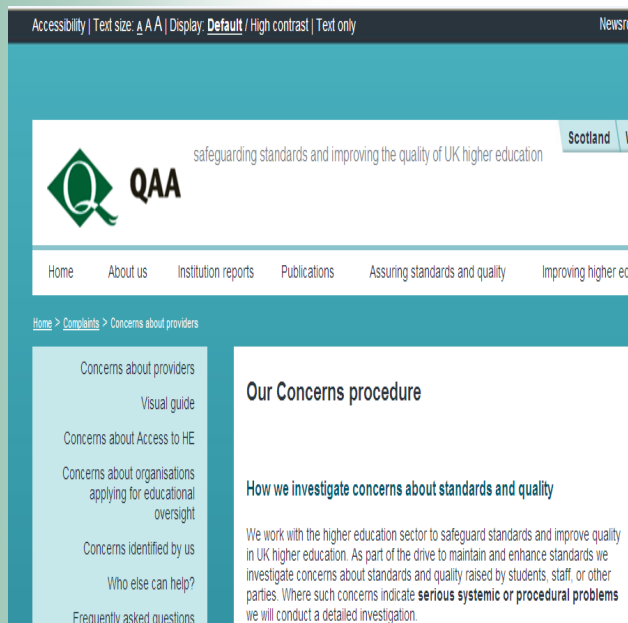 Accessibility | Text size: A A A | Display: Default / High contrast | Text only
safeguarding standards and improving the quality of UK higher education
Scotland
QAA
Home About us Institution reports Publications Assuring standards and quality Improving higher
Home > Complaints > Concerns about providers
Concerns about providers
Visual guide
Concerns about Access to HE
Concerns about organisations
applying for educational
oversight
Concerns identified by us
Who else can help?
Frequently asked questions
Our Concerns procedure
How we investigate concerns about standards and quality
We work with the higher education sector to safeguard standards and improve quality
in UK higher education. As part of the drive to maintain and enhance standards we
investigate concerns about standards and quality raised by students, staff, or other
parties. Where such concerns indicate serious systemic or procedural problems
we will conduct a detailed investigation.